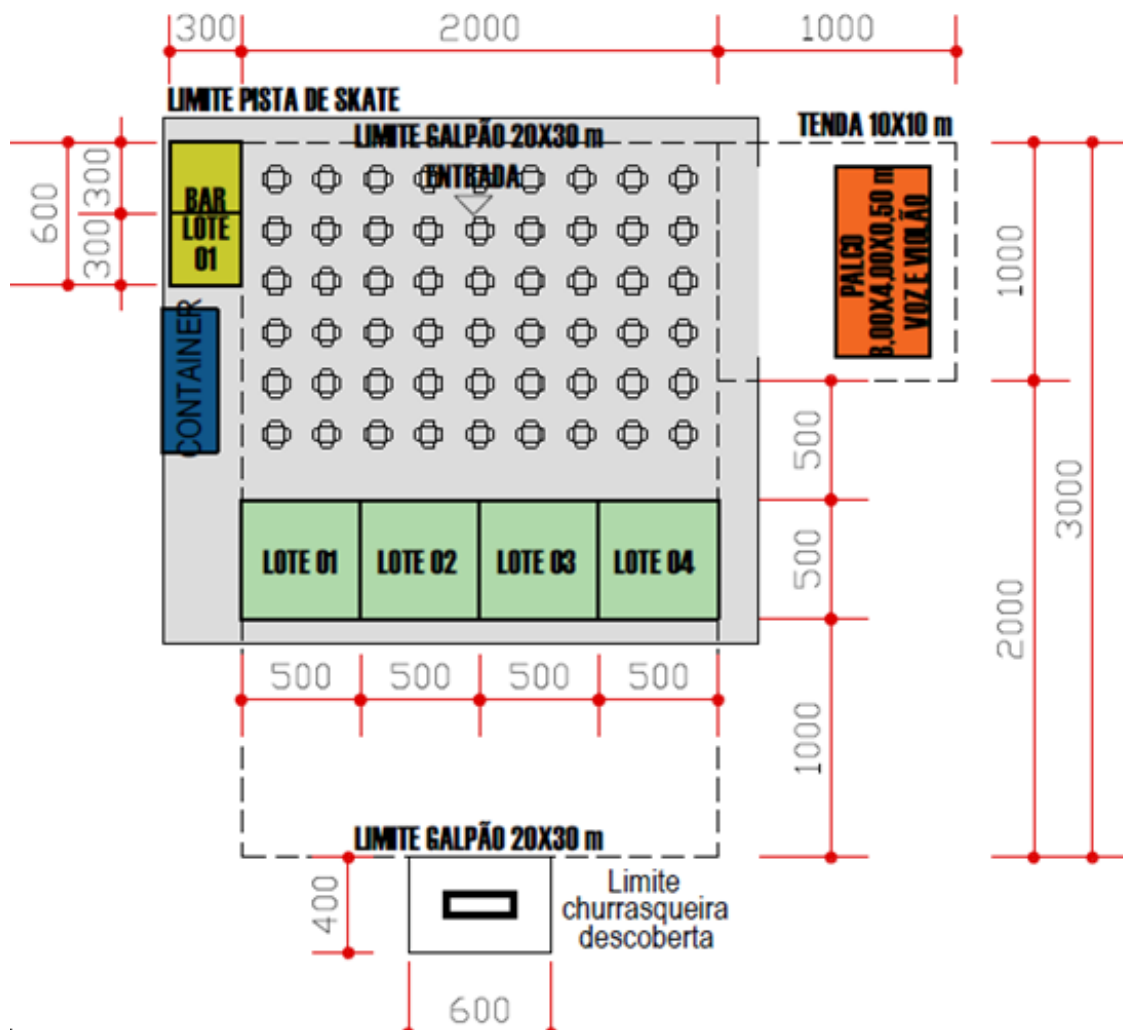 300
2000
1000
LIMITE PISTA DE SKATE
LIMITE GALPÃO 20X30 m
TENDA 10X10 m
ENTRADA
600
300
300
BAR
LOTE
01
CONTAINER
PALCO
8,00X4,00X0,50 m
VOZ E VIOLÃO
1000
500
500
1000
2000
3000
LOTE 01
LOTE 02
LOTE 03
LOTE 04
500
500
500
500
LIMITE GALPÃO 20X30 m
400
Limite
churrasqueira
descoberta
600